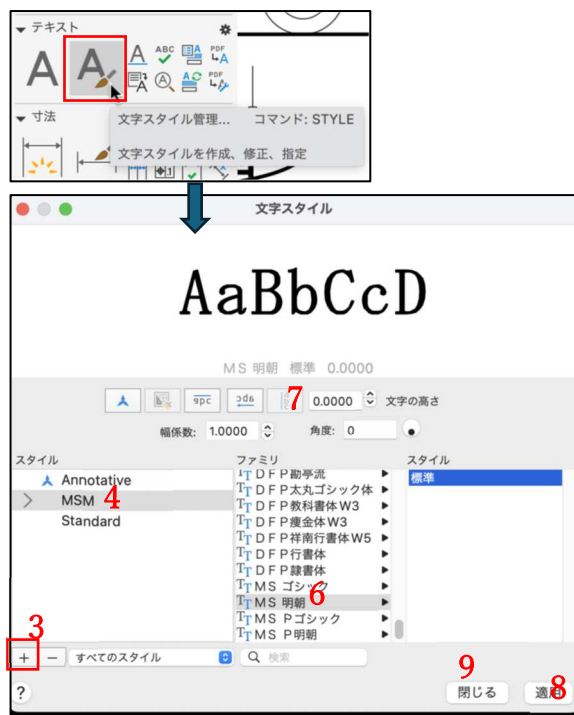 テキスト
A A A ABC A PDF A
A A PDF
文字スタイル管理... コマンド: STYLE
寸法
文字スタイルを作成、修正、指定
文字スタイル
AaBbCcD
MS 明朝 標準 0.0000
abc abc 7 0.0000 文字の高さ
幅係数: 1.0000 角度: 0
スタイル ファミリ スタイル
DFP勘亭流 標準
Annotative
DFP太丸ゴシック体
MSM 4
DFP教科書体W3
Standard
DFP痩金体W3
DFP祥南行書体W5
DFP行書体
DFP隷書体
MS ゴシック
MS 明朝 6
MS Pゴシック
3
MS P明朝
+ − すべてのスタイル 検索
9
? 閉じる 適用 8